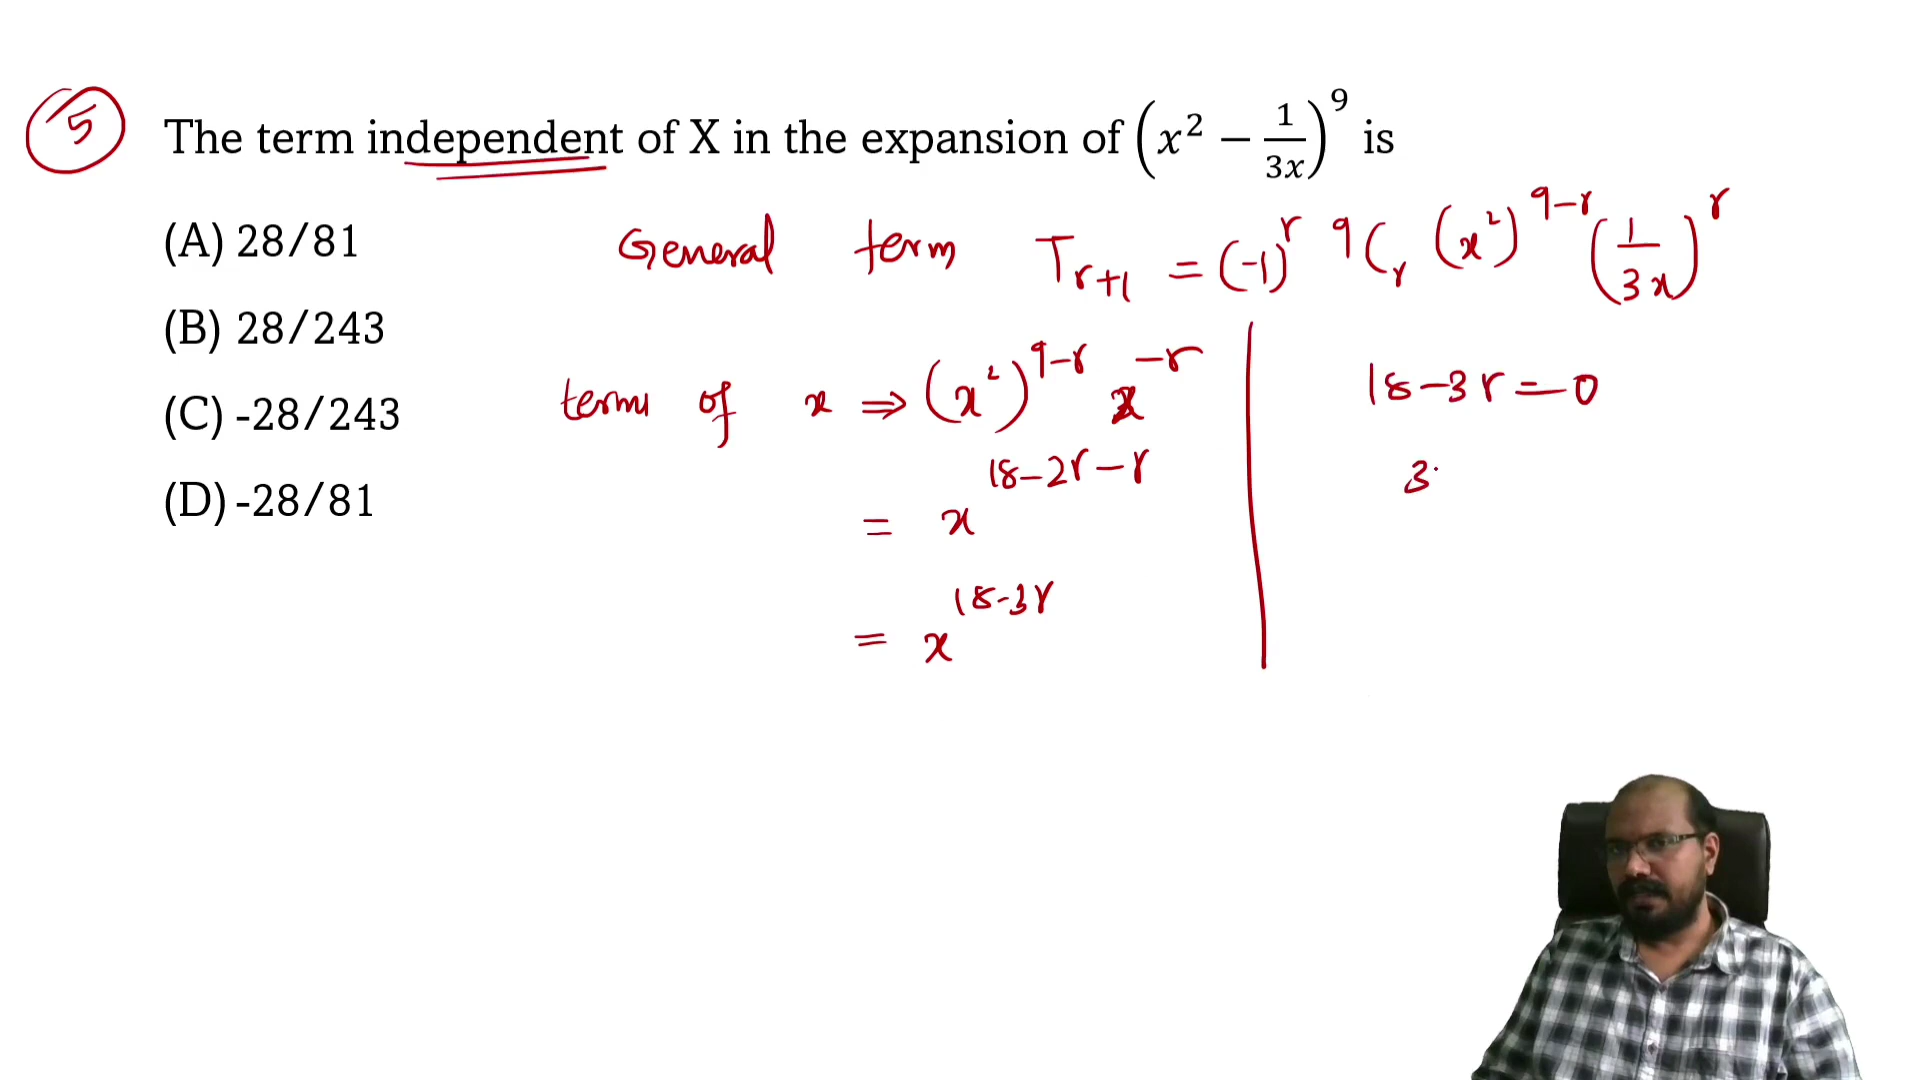 5 The term independent of X in the expansion of (x² − 1/3x)⁹ is
(A) 28/81
General term T_{r+1} = (-1)^r 9C_r (x²)^{9-r} (1/3x)^r
(B) 28/243
terms of x ⇒ (x²)^{9-r} x^{-r}
18-3r=0
(C) -28/243
3
(D) -28/81
= x^{18-2r-r}
= x^{18-3r}